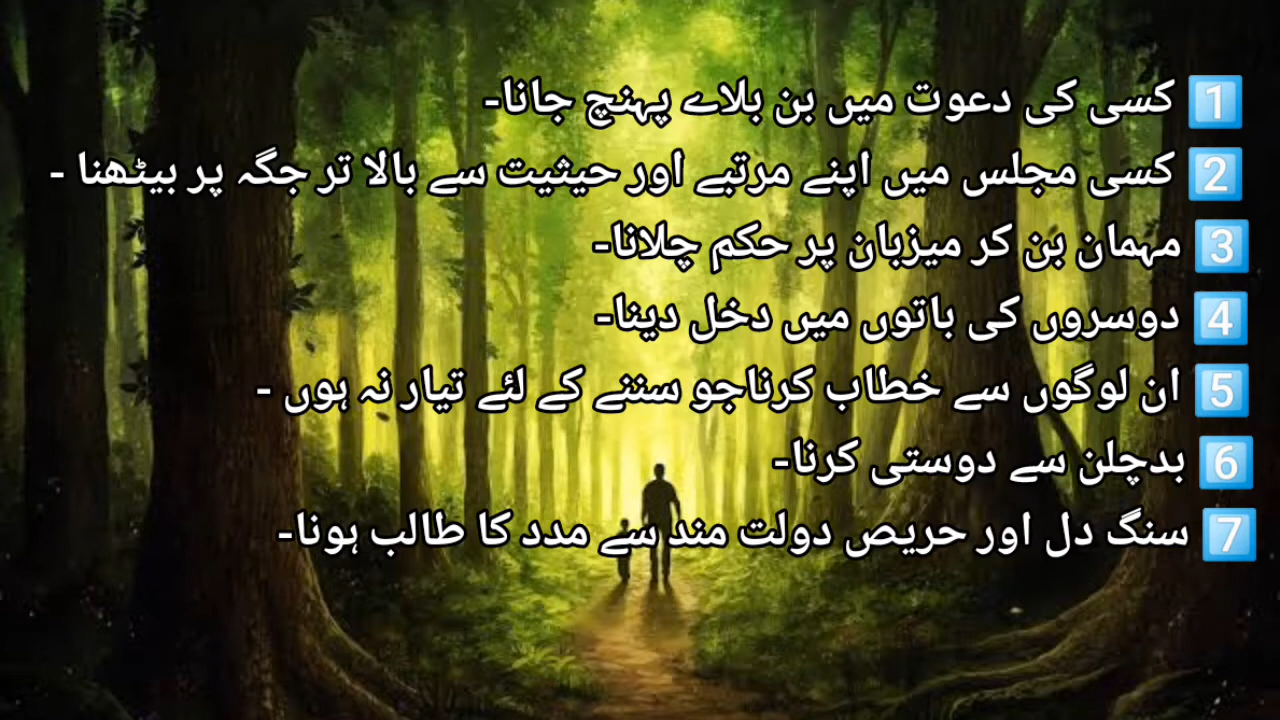 1️⃣ کسی کی دعوت میں بن بلاے پہنچ جانا-
2️⃣ کسی مجلس میں اپنے مرتبے اور حیثیت سے بالا تر جگہ پر بیٹھنا -
3️⃣ مہمان بن کر میزبان پر حکم چلانا-
4️⃣ دوسروں کی باتوں میں دخل دینا-
5️⃣ ان لوگوں سے خطاب کرناجو سننے کے لئے تیار نہ ہوں -
6️⃣ بدچلن سے دوستی کرنا-
7️⃣ سنگ دل اور حریص دولت مند سے مدد کا طالب ہونا-